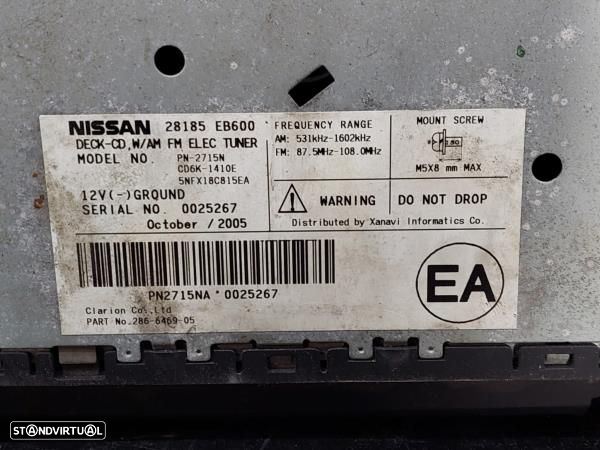 NISSAN 28185 EB600
DECK-CD,W/AM FM ELEC TUNER
MODEL NO. PN-2715N
CD6K-1410E
5NFX18C815EA
12V(-)GROUND
SERIAL NO. 0025267
October /2005
FREQUENCY RANGE
AM: 531kHz-1602kHz
FM: 87.5MHz-108.0MHz
MOUNT SCREW
M5X8 mm MAX
WARNING
DO NOT DROP
Distributed by Xanavi Informatics Co.
PN2715NA * 0025267
Clarion Co.,Ltd
PART No.286-6469-05
EA
STANDVIRTUAL